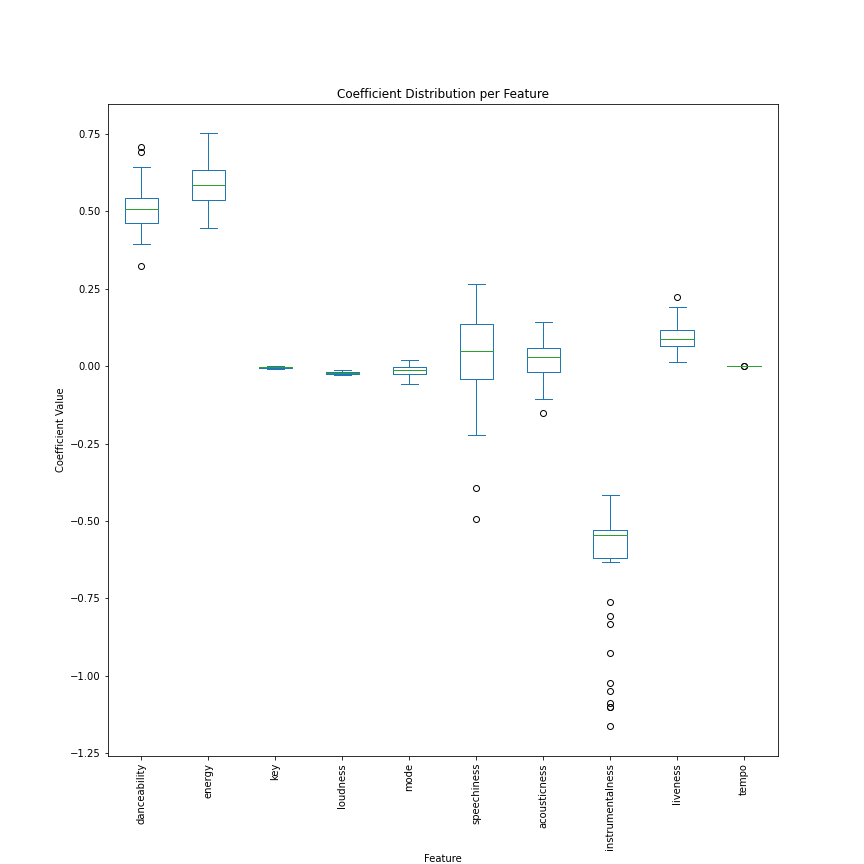 Coefficient Distribution per Feature
0.75
0.50
0.25
0.00
−0.25
−0.50
−0.75
−1.00
−1.25
Coefficient Value
danceability
energy
key
loudness
mode
speechiness
acousticness
instrumentalness
liveness
tempo
Feature